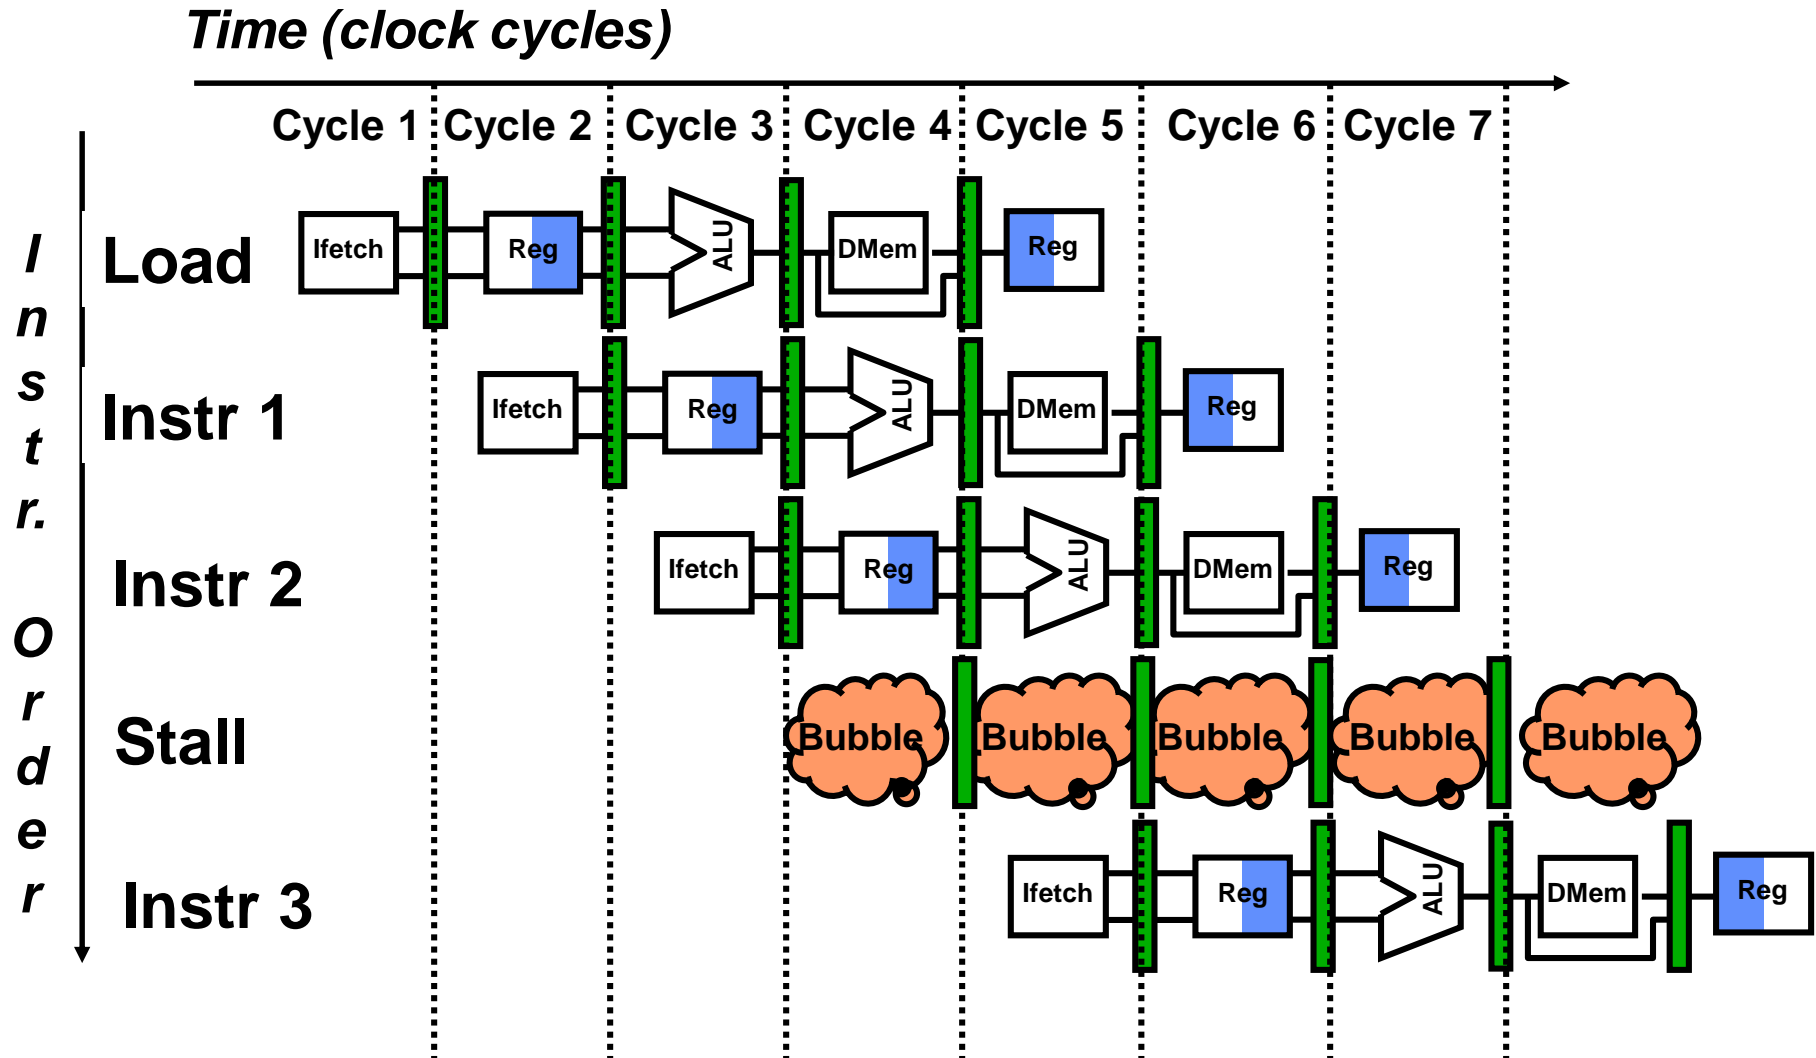 Time (clock cycles)
Cycle 1 Cycle 2 Cycle 3 Cycle 4 Cycle 5 Cycle 6 Cycle 7
Instr. Order
Load Ifetch Reg ALU DMem Reg
Instr 1 Ifetch Reg ALU DMem Reg
Instr 2 Ifetch Reg ALU DMem Reg
Stall Bubble Bubble Bubble Bubble Bubble
Instr 3 Ifetch Reg ALU DMem Reg